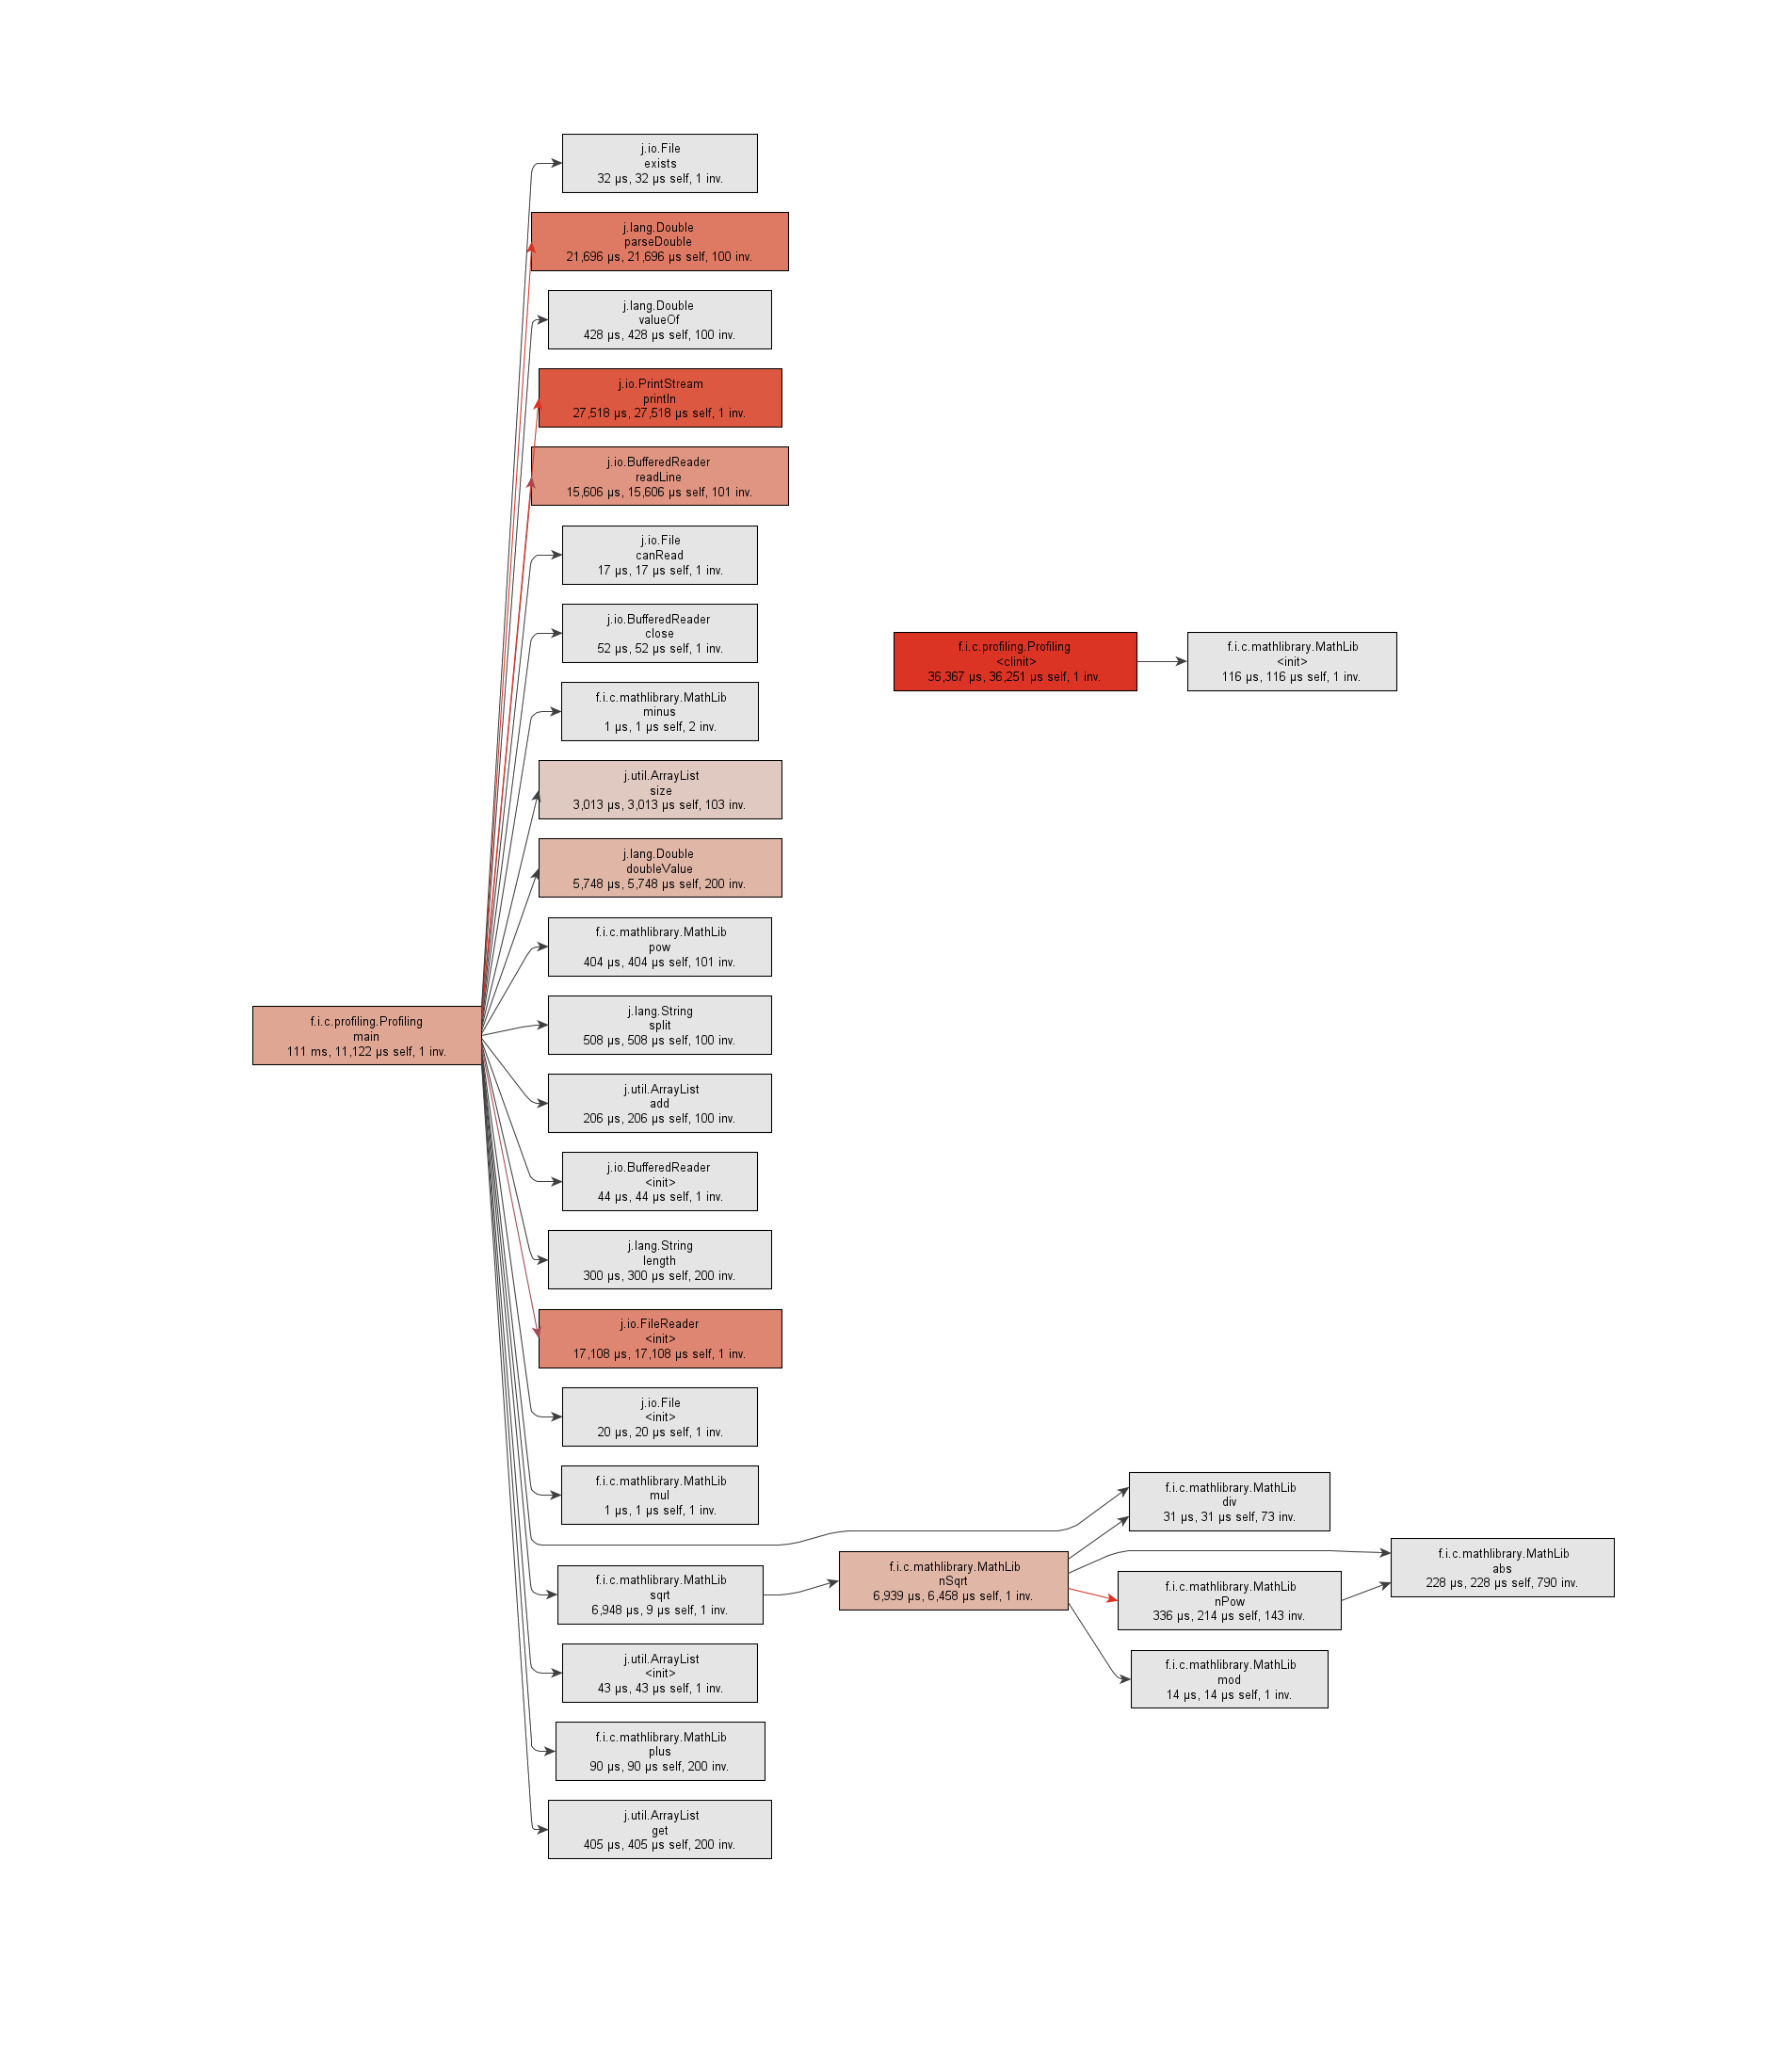 j.io.File
exists
32 µs, 32 µs self, 1 inv.
j.lang.Double
parseDouble
21,696 µs, 21,696 µs self, 100 inv.
j.lang.Double
valueOf
428 µs, 428 µs self, 100 inv.
j.io.PrintStream
println
27,518 µs, 27,518 µs self, 1 inv.
j.io.BufferedReader
readLine
15,606 µs, 15,606 µs self, 101 inv.
j.io.File
canRead
17 µs, 17 µs self, 1 inv.
j.io.BufferedReader
close
52 µs, 52 µs self, 1 inv.
f.i.c.profiling.Profiling
<clinit>
36,367 µs, 36,251 µs self, 1 inv.
f.i.c.mathlibrary.MathLib
<init>
116 µs, 116 µs self, 1 inv.
f.i.c.mathlibrary.MathLib
minus
1 µs, 1 µs self, 2 inv.
j.util.ArrayList
size
3,013 µs, 3,013 µs self, 103 inv.
j.lang.Double
doubleValue
5,748 µs, 5,748 µs self, 200 inv.
f.i.c.mathlibrary.MathLib
pow
404 µs, 404 µs self, 101 inv.
f.i.c.profiling.Profiling
main
111 ms, 11,122 µs self, 1 inv.
j.lang.String
split
508 µs, 508 µs self, 100 inv.
j.util.ArrayList
add
206 µs, 206 µs self, 100 inv.
j.io.BufferedReader
<init>
44 µs, 44 µs self, 1 inv.
j.lang.String
length
300 µs, 300 µs self, 200 inv.
j.io.FileReader
<init>
17,108 µs, 17,108 µs self, 1 inv.
j.io.File
<init>
20 µs, 20 µs self, 1 inv.
f.i.c.mathlibrary.MathLib
mul
1 µs, 1 µs self, 1 inv.
f.i.c.mathlibrary.MathLib
div
31 µs, 31 µs self, 73 inv.
f.i.c.mathlibrary.MathLib
sqrt
6,948 µs, 9 µs self, 1 inv.
f.i.c.mathlibrary.MathLib
nSqrt
6,939 µs, 6,458 µs self, 1 inv.
f.i.c.mathlibrary.MathLib
nPow
336 µs, 214 µs self, 143 inv.
f.i.c.mathlibrary.MathLib
abs
228 µs, 228 µs self, 790 inv.
j.util.ArrayList
<init>
43 µs, 43 µs self, 1 inv.
f.i.c.mathlibrary.MathLib
mod
14 µs, 14 µs self, 1 inv.
f.i.c.mathlibrary.MathLib
plus
90 µs, 90 µs self, 200 inv.
j.util.ArrayList
get
405 µs, 405 µs self, 200 inv.